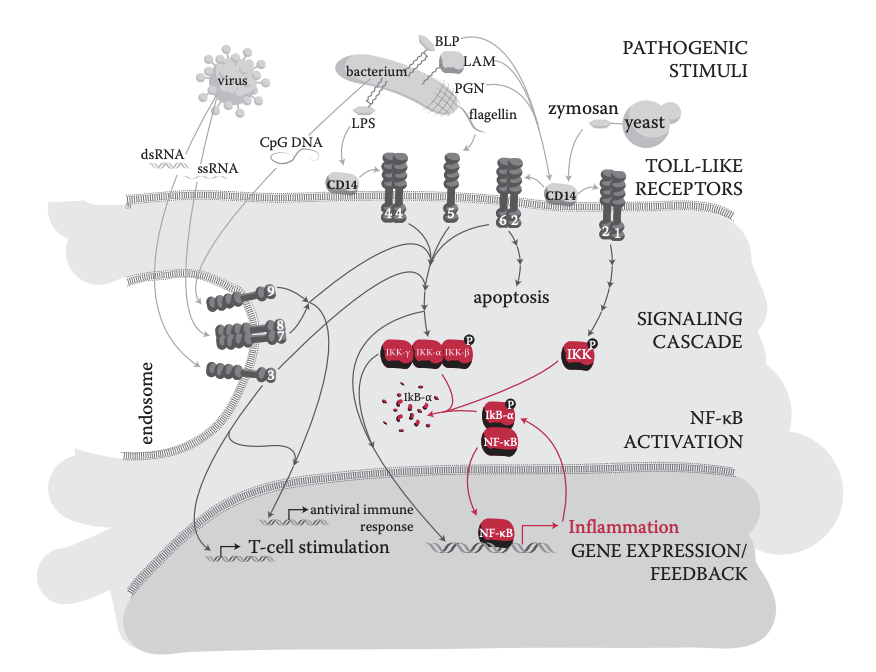 PATHOGENIC
STIMULI
virus
bacterium
BLP
LAM
PGN
flagellin
LPS
zymosan
yeast
CpG DNA
dsRNA
ssRNA
TOLL-LIKE
RECEPTORS
CD14
CD14
4 4
5
6 2
2 1
9
8
7
3
apoptosis
endosome
SIGNALING
CASCADE
IKK-γ
IKK-α
IKK-β
P
IKK
P
IkB-α
IkB-α
P
NF-κB
NF-κB
ACTIVATION
antiviral immune
response
T-cell stimulation
NF-κB
Inflammation
GENE EXPRESSION/
FEEDBACK